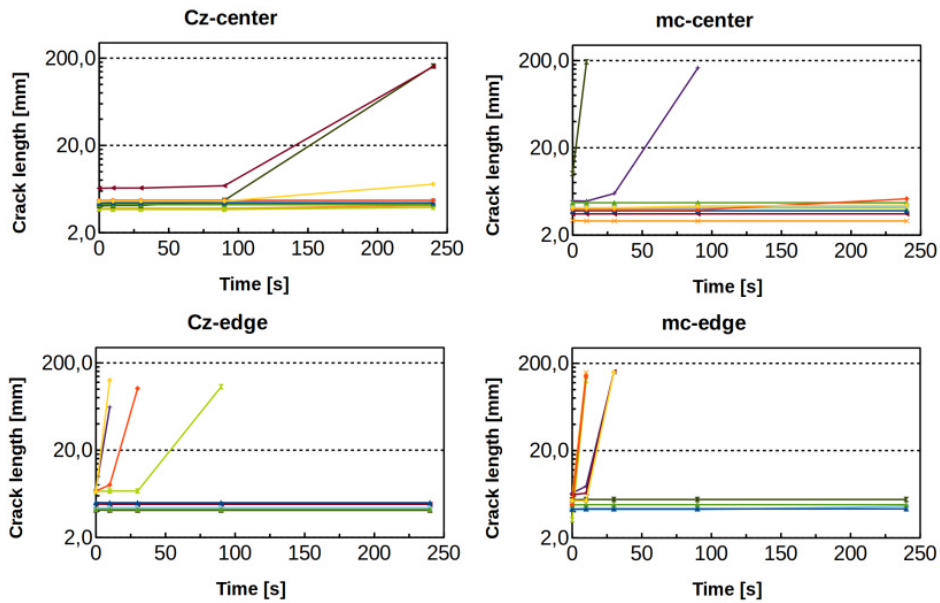 Cz-center
Crack length [mm]
200,0
20,0
2,0
0 50 100 150 200 250
Time [s]
mc-center
Crack length [mm]
200,0
20,0
2,0
0 50 100 150 200 250
Time [s]
Cz-edge
Crack length [mm]
200,0
20,0
2,0
0 50 100 150 200 250
Time [s]
mc-edge
Crack length [mm]
200,0
20,0
2,0
0 50 100 150 200 250
Time [s]